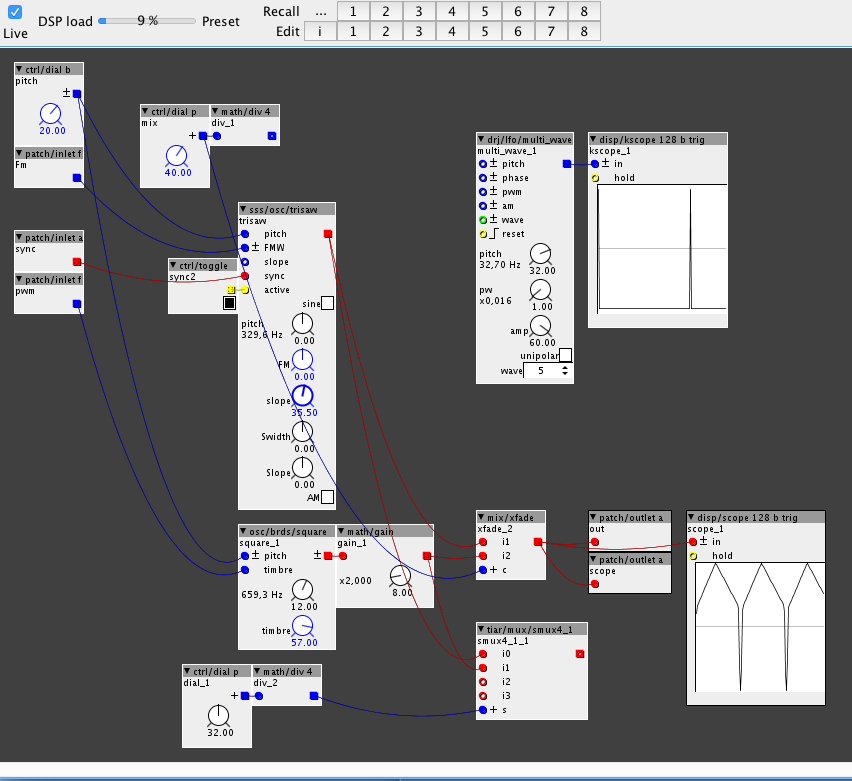 Live
DSP load
9 %
Preset
Recall ... 1 2 3 4 5 6 7 8
Edit i 1 2 3 4 5 6 7 8
▼ ctrl/dial b
pitch
±
20.00
▼ patch/inlet f
Fm
▼ ctrl/dial p
mix
+
40.00
▼ math/div 4
div_1
▼ patch/inlet a
sync
▼ patch/inlet f
pwm
▼ ctrl/toggle
sync2
▼ sss/osc/trisaw
trisaw
pitch
± FMW
slope
sync
active
sine
pitch
329,6 Hz
0.00
FM
0.00
slope
35.50
Swidth
0.00
Slope
0.00
AM
▼ drj/lfo/multi_wave
multi_wave_1
± pitch
± phase
± pwm
± am
± wave
reset
pitch
32,70 Hz
32.00
pw
x0,016
1.00
amp
60.00
unipolar
wave 5
▼ disp/kscope 128 b trig
kscope_1
± in
hold
▼ osc/brds/square
square_1
± pitch ±
timbre
659,3 Hz
12.00
timbre
57.00
▼ math/gain
gain_1
x2,000
8.00
▼ mix/xfade
xfade_2
i1
i2
+ c
▼ patch/outlet a
out
▼ patch/outlet a
scope
▼ disp/scope 128 b trig
scope_1
± in
hold
▼ tiar/mux/smux4_1
smux4_1_1
i0
i1
i2
i3
+ s
▼ ctrl/dial p
dial_1
+
32.00
▼ math/div 4
div_2